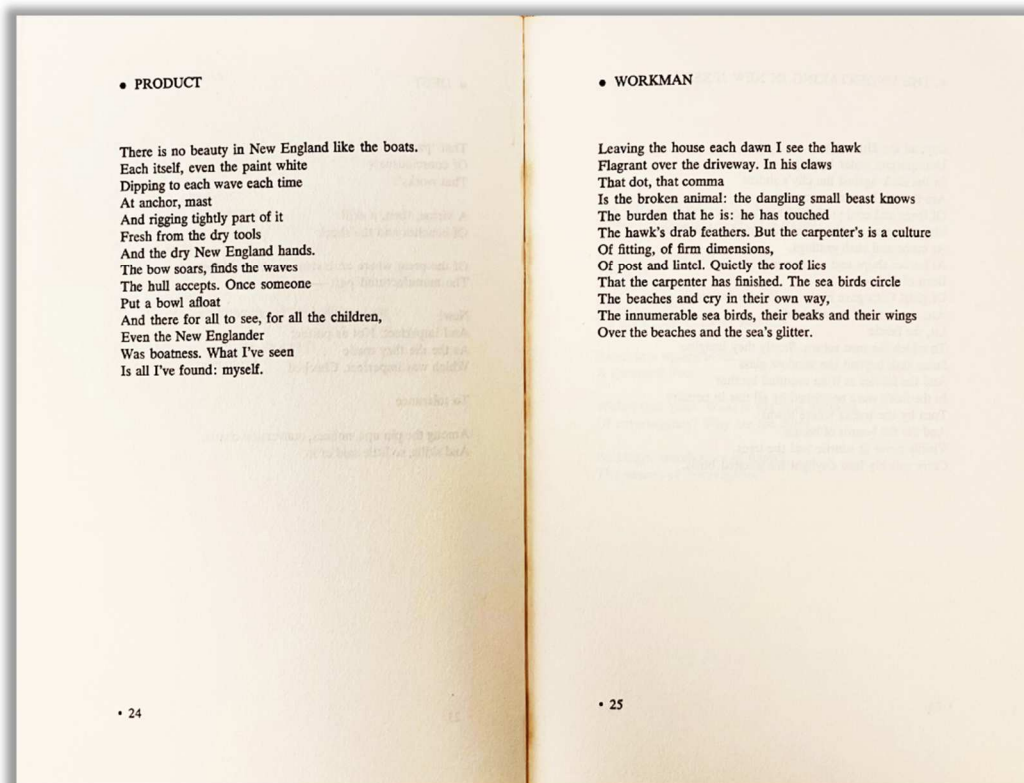 • PRODUCT
There is no beauty in New England like the boats.
Each itself, even the paint white
Dipping to each wave each time
At anchor, mast
And rigging tightly part of it
Fresh from the dry tools
And the dry New England hands.
The bow soars, finds the waves
The hull accepts. Once someone
Put a bowl afloat
And there for all to see, for all the children,
Even the New Englander
Was boatness. What I've seen
Is all I've found: myself.
• 24
• WORKMAN
Leaving the house each dawn I see the hawk
Flagrant over the driveway. In his claws
That dot, that comma
Is the broken animal: the dangling small beast knows
The burden that he is: he has touched
The hawk's drab feathers. But the carpenter's is a culture
Of fitting, of firm dimensions,
Of post and lintel. Quietly the roof lies
That the carpenter has finished. The sea birds circle
The beaches and cry in their own way,
The innumerable sea birds, their beaks and their wings
Over the beaches and the sea's glitter.
• 25